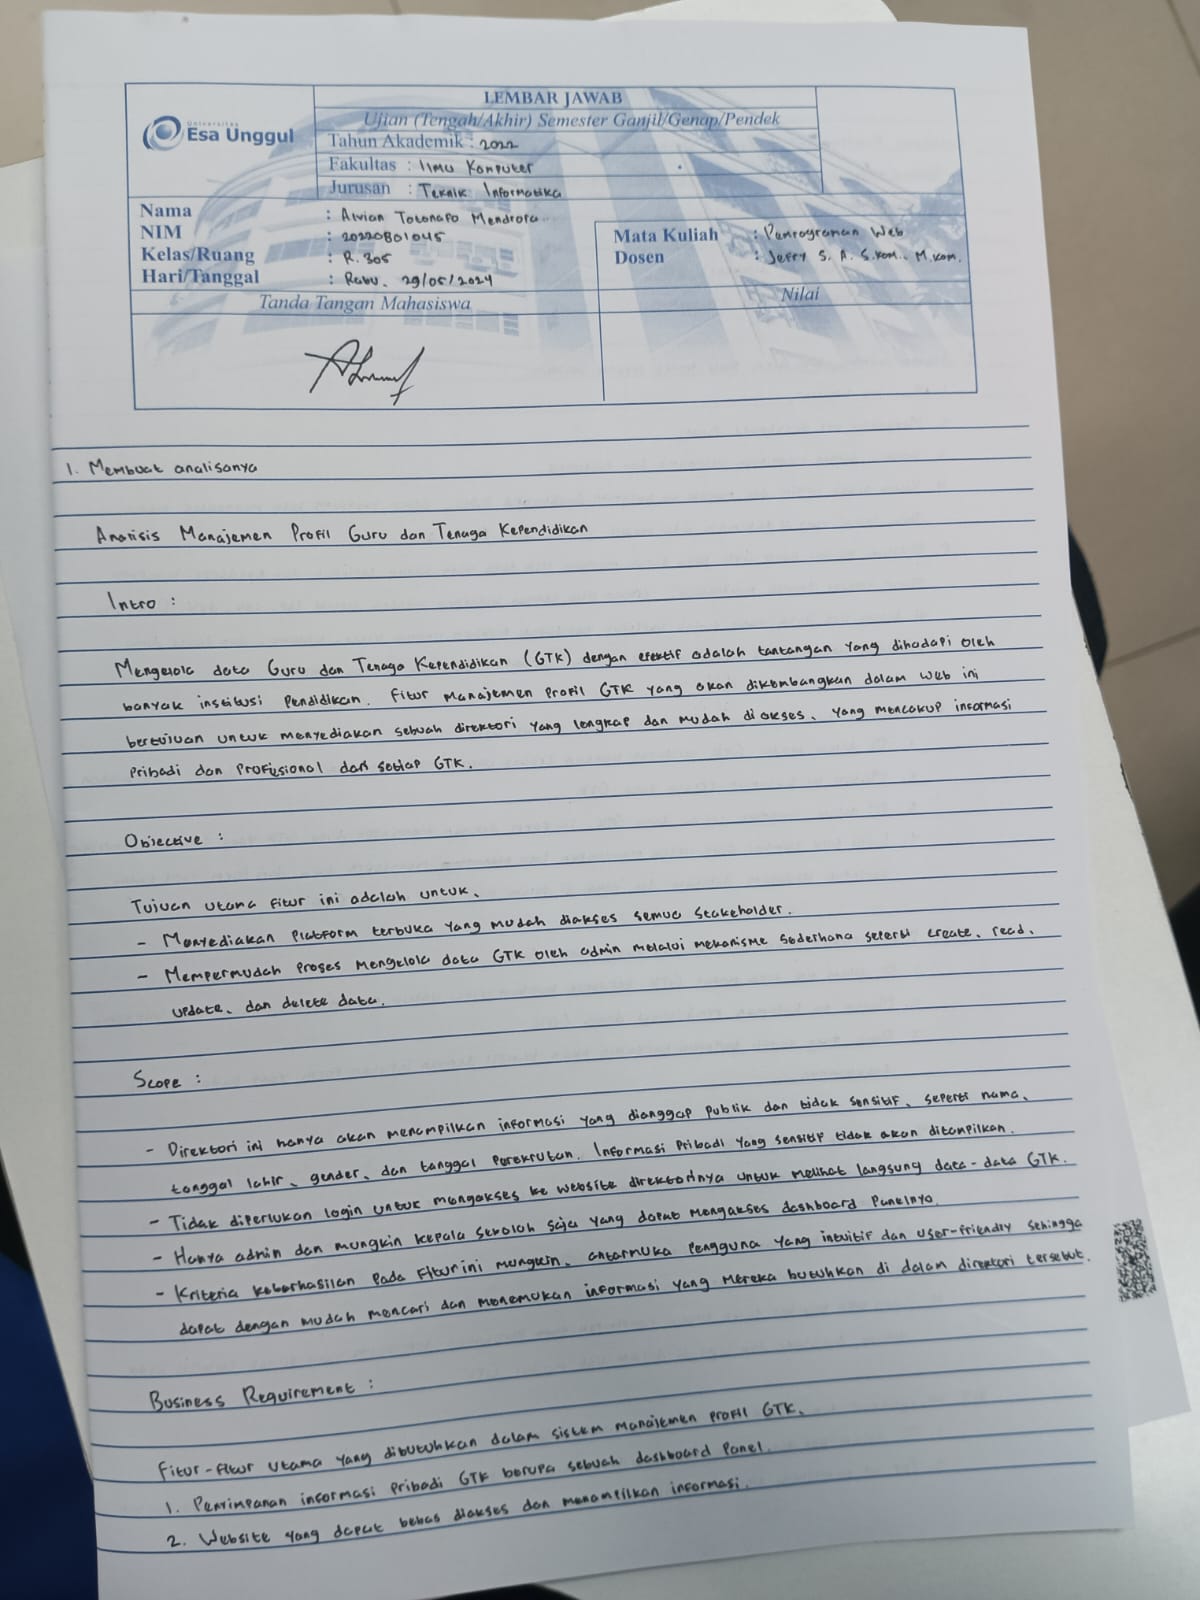 LEMBAR JAWAB
Universitas
Esa Unggul
Ujian (Tengah/Akhir) Semester Ganjil/Genap/Pendek
Tahun Akademik : 2022
Fakultas : Ilmu Komputer
Jurusan : Teknik Informatika
Nama : Alvian Totonafo Mendrofa
NIM : 20220801045
Kelas/Ruang : R. 305
Hari/Tanggal : Rabu, 29/05/2024
Mata Kuliah : Pemrograman Web
Dosen : Jefry S. A. S.Kom., M.Kom.
Tanda Tangan Mahasiswa
Nilai
1. Membuat analisanya
Analisis Manajemen Profil Guru dan Tenaga Kependidikan
Intro :
Mengelola data Guru dan Tenaga Kependidikan (GTK) dengan efektif adalah tantangan yang dihadapi oleh
banyak institusi Pendidikan. Fitur manajemen profil GTK yang akan dikembangkan dalam web ini
bertujuan untuk menyediakan sebuah direktori yang lengkap dan mudah diakses, yang mencakup informasi
Pribadi dan Profesional dari setiap GTK.
Objective :
Tujuan utama fitur ini adalah untuk,
- Menyediakan platform terbuka yang mudah diakses semua stakeholder.
- Mempermudah proses mengelola data GTK oleh admin melalui mekanisme sederhana seperti create, read,
update, dan delete data.
Scope :
- Direktori ini hanya akan menampilkan informasi yang dianggap publik dan tidak sensitif, seperti nama,
tanggal lahir, gender, dan tanggal perekrutan. Informasi Pribadi yang sensitif tidak akan ditampilkan.
- Tidak diperlukan login untuk mengakses ke website direktorinya untuk melihat langsung data-data GTK.
- Hanya admin dan mungkin kepala sekolah saja yang dapat mengakses dashboard panelnya.
- Kriteria keberhasilan pada fitur ini mungkin, antarmuka pengguna yang intuitif dan user-friendly sehingga
dapat dengan mudah mencari dan menemukan informasi yang mereka butuhkan di dalam direktori tersebut.
Business Requirement :
Fitur-fitur utama yang dibutuhkan dalam sistem manajemen profil GTK,
1. Penyimpanan informasi pribadi GTK berupa sebuah dashboard panel.
2. Website yang dapat bebas diakses dan menampilkan informasi.